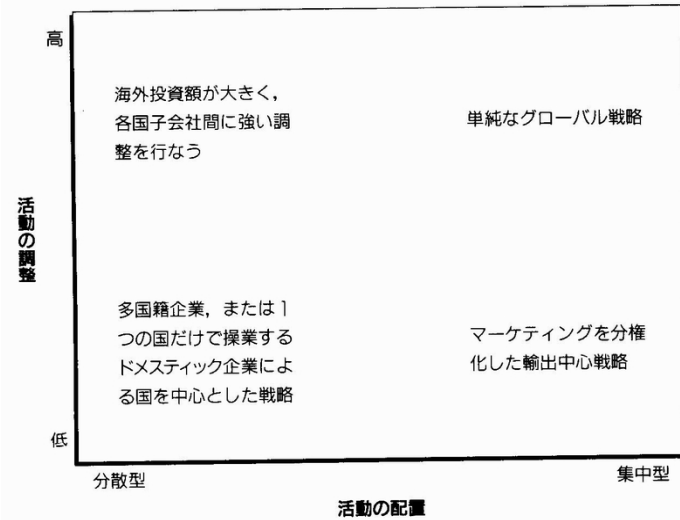 高
海外投資額が大きく,
各国子会社間に強い調
整を行なう
単純なグローバル戦略
活動の調整
多国籍企業, または1
つの国だけで操業する
ドメスティック企業によ
る国を中心とした戦略
マーケティングを分権
化した輸出中心戦略
低
分散型
集中型
活動の配置